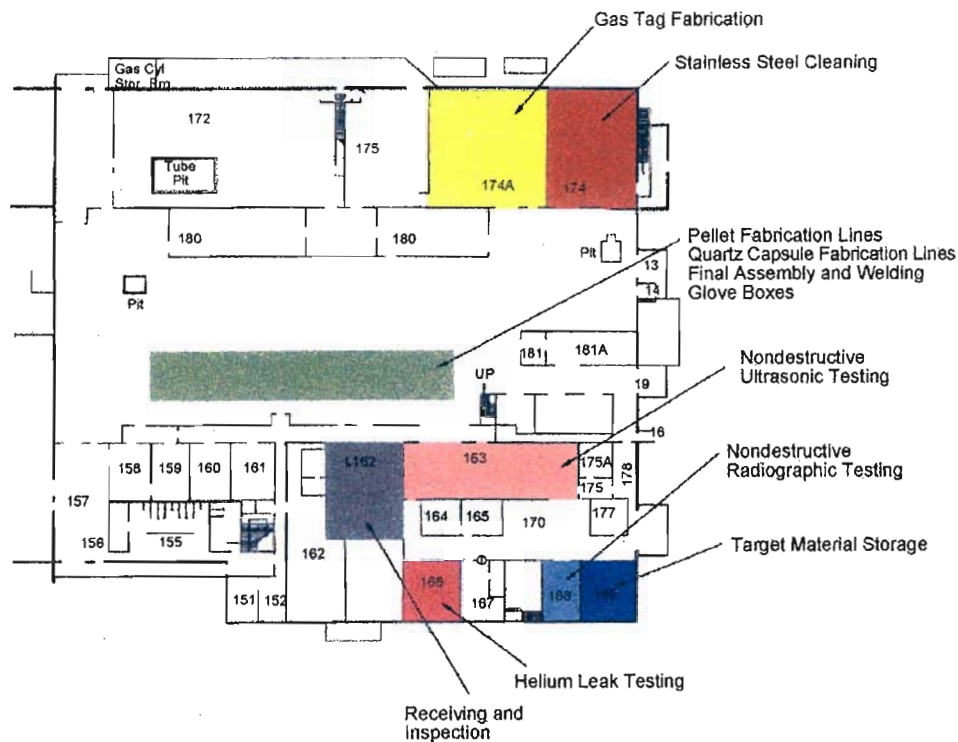 Gas Tag Fabrication
Stainless Steel Cleaning
Gas Cyl
Stor. Rm
172
175
Tube
Pit
174A
174
180
180
Pit
Pit
13
14
Pellet Fabrication Lines
Quartz Capsule Fabrication Lines
Final Assembly and Welding
Glove Boxes
181
181A
19
UP
Nondestructive
Ultrasonic Testing
16
158
159
160
161
163
175A
175
178
Nondestructive
Radiographic Testing
157
156
155
162
164
165
170
177
Target Material Storage
151
152
166
167
168
Helium Leak Testing
Receiving and
Inspection